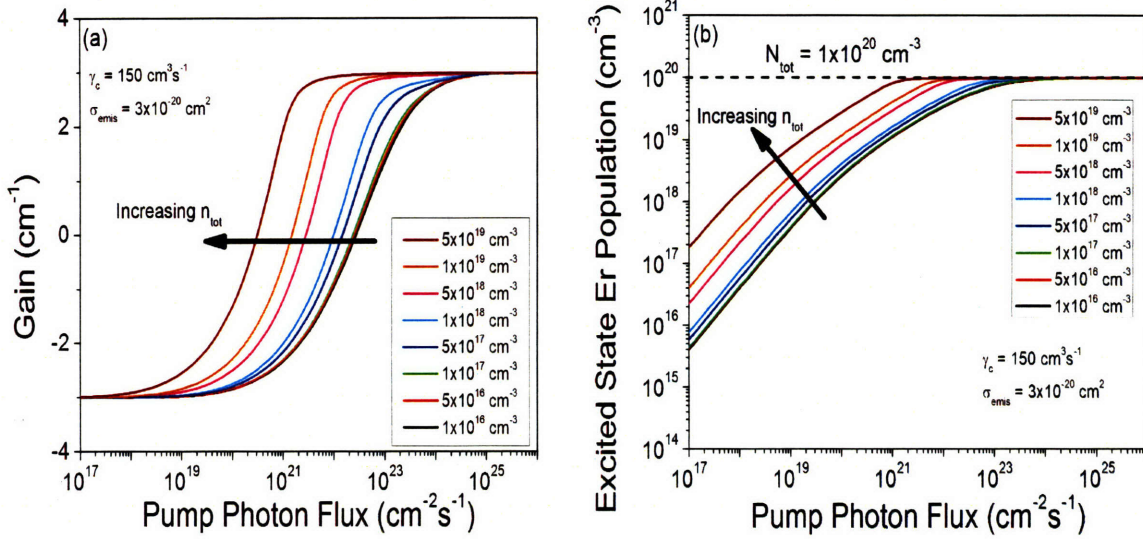 (a)
γc = 150 cm³s⁻¹
σemis = 3x10⁻²⁰ cm²
Increasing ntot
Gain (cm⁻¹)
4
2
0
-2
-4
10¹⁷
10¹⁹
10²¹
10²³
10²⁵
Pump Photon Flux (cm⁻²s⁻¹)
5x10¹⁹ cm⁻³
1x10¹⁹ cm⁻³
5x10¹⁸ cm⁻³
1x10¹⁸ cm⁻³
5x10¹⁷ cm⁻³
1x10¹⁷ cm⁻³
5x10¹⁶ cm⁻³
1x10¹⁶ cm⁻³
(b)
Ntot = 1x10²⁰ cm⁻³
Increasing ntot
Excited State Er Population (cm⁻³)
10²¹
10²⁰
10¹⁹
10¹⁸
10¹⁷
10¹⁶
10¹⁵
10¹⁴
5x10¹⁹ cm⁻³
1x10¹⁹ cm⁻³
5x10¹⁸ cm⁻³
1x10¹⁸ cm⁻³
5x10¹⁷ cm⁻³
1x10¹⁷ cm⁻³
5x10¹⁶ cm⁻³
1x10¹⁶ cm⁻³
γc = 150 cm³s⁻¹
σemis = 3x10⁻²⁰ cm²
10¹⁷
10¹⁹
10²¹
10²³
10²⁵
Pump Photon Flux (cm⁻²s⁻¹)